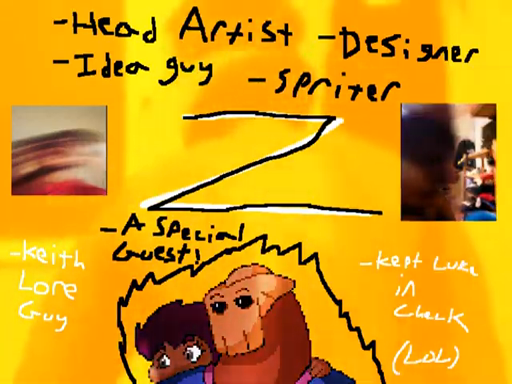 -Head Artist -Designer
-Idea guy -Spriter
Z
-A Special
Guest!
-Keith
Lore
Guy
-Kept Luke
in
Check
(LOL)